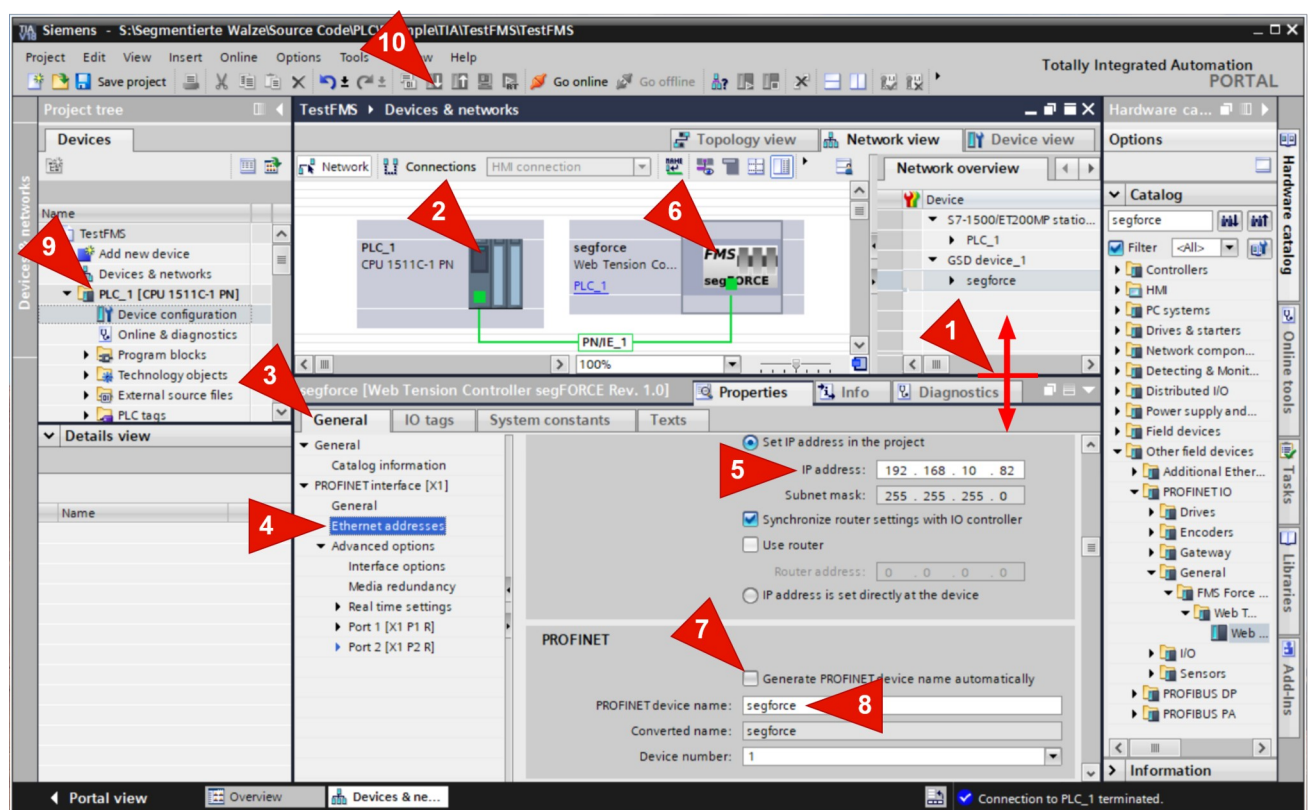 Siemens - S:\Segmentierte Walze\Source Code\PLC\
mple\TIA\TestFMS\TestFMS
10
Project Edit View Insert Online Options Tools
w Help
Totally Integrated Automation
PORTAL
Save project
Go online
Go offline
Project tree
TestFMS
Devices & networks
Hardware ca...
Devices
Topology view
Network view
Device view
Options
Network
Connections
HMI connection
Network overview
Name
TestFMS
Add new device
Devices & networks
PLC_1 [CPU 1511C-1 PN]
Device configuration
Online & diagnostics
Program blocks
Technology objects
External source files
PLC tags
9
Details view
Name
2
PLC_1
CPU 1511C-1 PN
6
segforce
Web Tension Co...
PLC_1
FMS
PN/IE_1
100%
Device
S7-1500/ET200MP statio...
PLC_1
GSD device_1
segforce
1
3
segforce [Web Tension Controller segFORCE Rev. 1.0]
Properties
Info
Diagnostics
General
IO tags
System constants
Texts
General
Catalog information
PROFINET interface [X1]
General
4
Ethernet addresses
Advanced options
Interface options
Media redundancy
Real time settings
Port 1 [X1 P1 R]
Port 2 [X1 P2 R]
Set IP address in the project
5
IP address: 192 . 168 . 10 . 82
Subnet mask: 255 . 255 . 255 . 0
Synchronize router settings with IO controller
Use router
Router address: 0 . 0 . 0 . 0
IP address is set directly at the device
PROFINET
7
Generate PROFINET device name automatically
PROFINET device name: segforce
8
Converted name: segforce
Device number: 1
Catalog
segforce
Filter <All>
Controllers
HMI
PC systems
Drives & starters
Network compon...
Detecting & Monit...
Distributed I/O
Power supply and...
Field devices
Other field devices
Additional Ether...
PROFINET IO
Drives
Encoders
Gateway
General
FMS Force ...
Web T...
Web ...
I/O
Sensors
PROFIBUS DP
PROFIBUS PA
Information
Hardware catalog
Online tools
Tasks
Libraries
Add-Ins
Portal view
Overview
Devices & ne...
Connection to PLC_1 terminated.